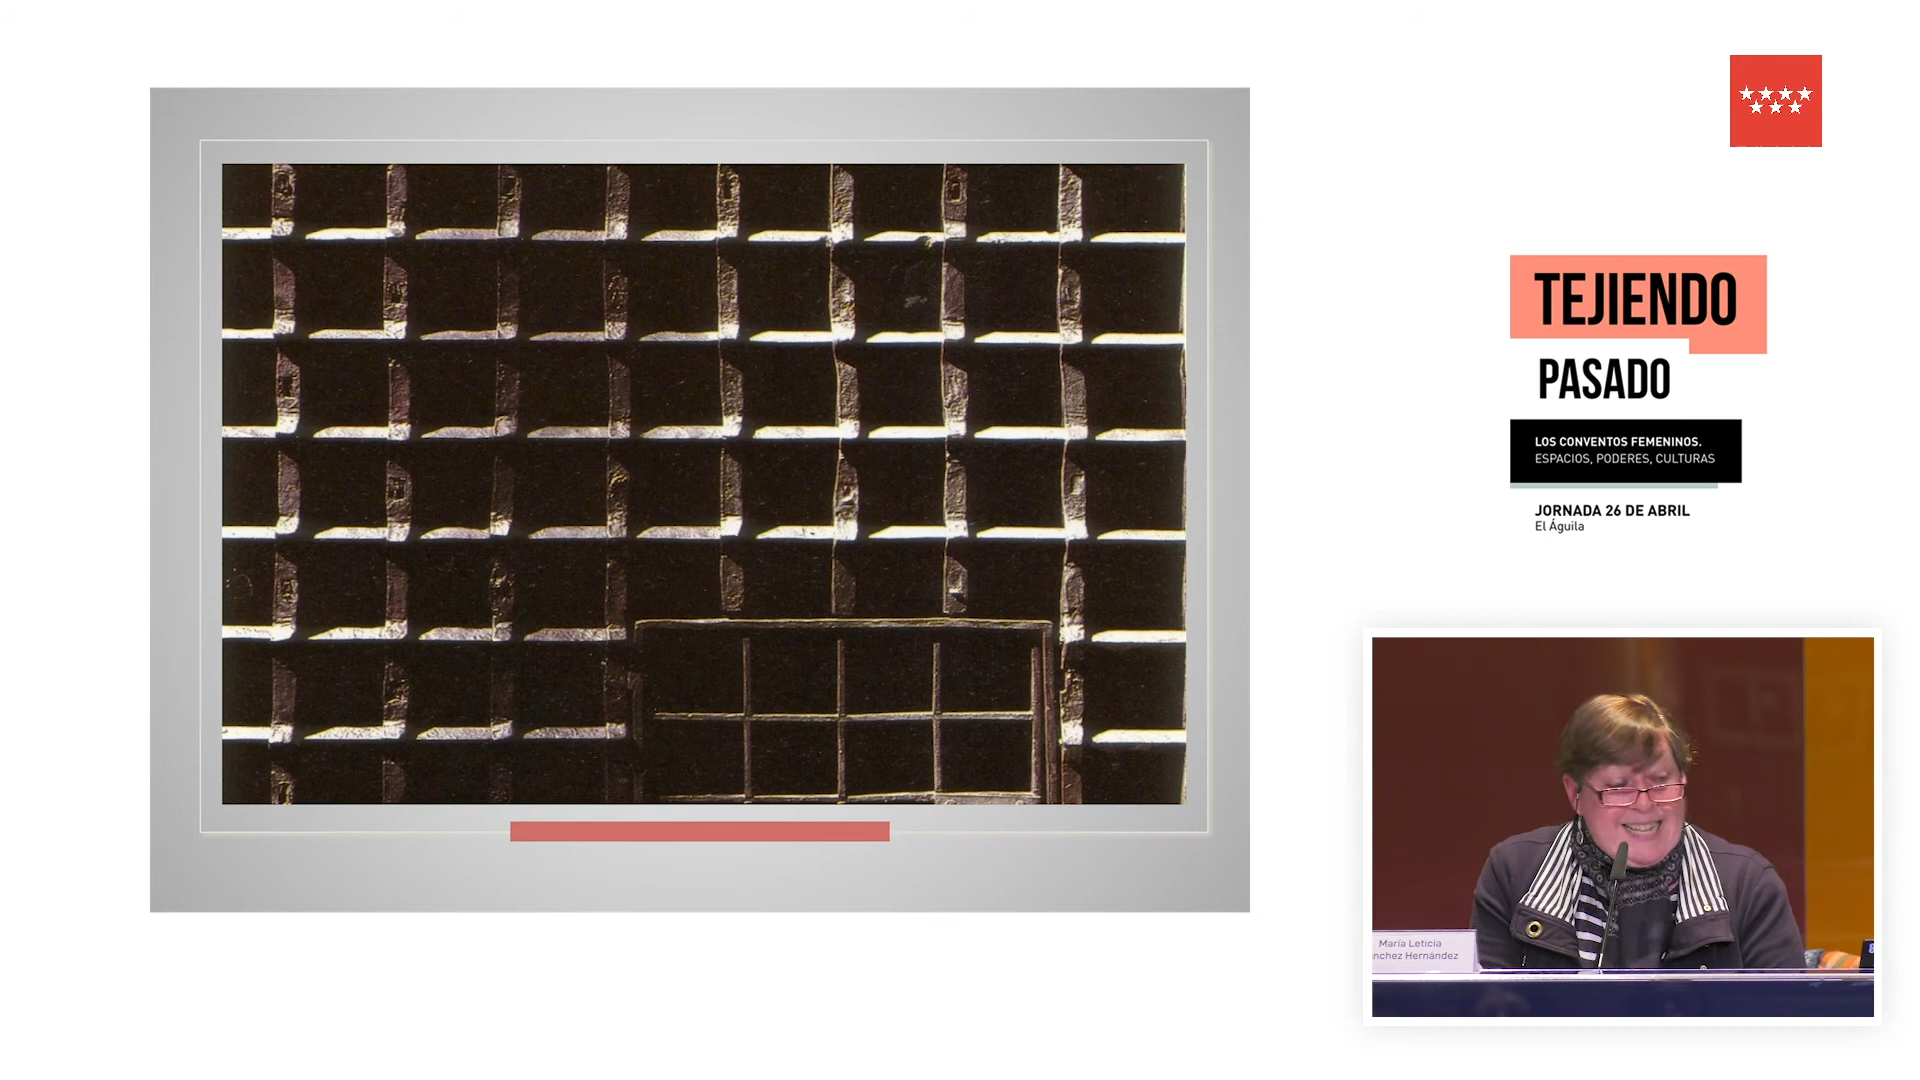 TEJIENDO
PASADO
LOS CONVENTOS FEMENINOS.
ESPACIOS, PODERES, CULTURAS
JORNADA 26 DE ABRIL
El Águila
María Leticia
nchez Hernández